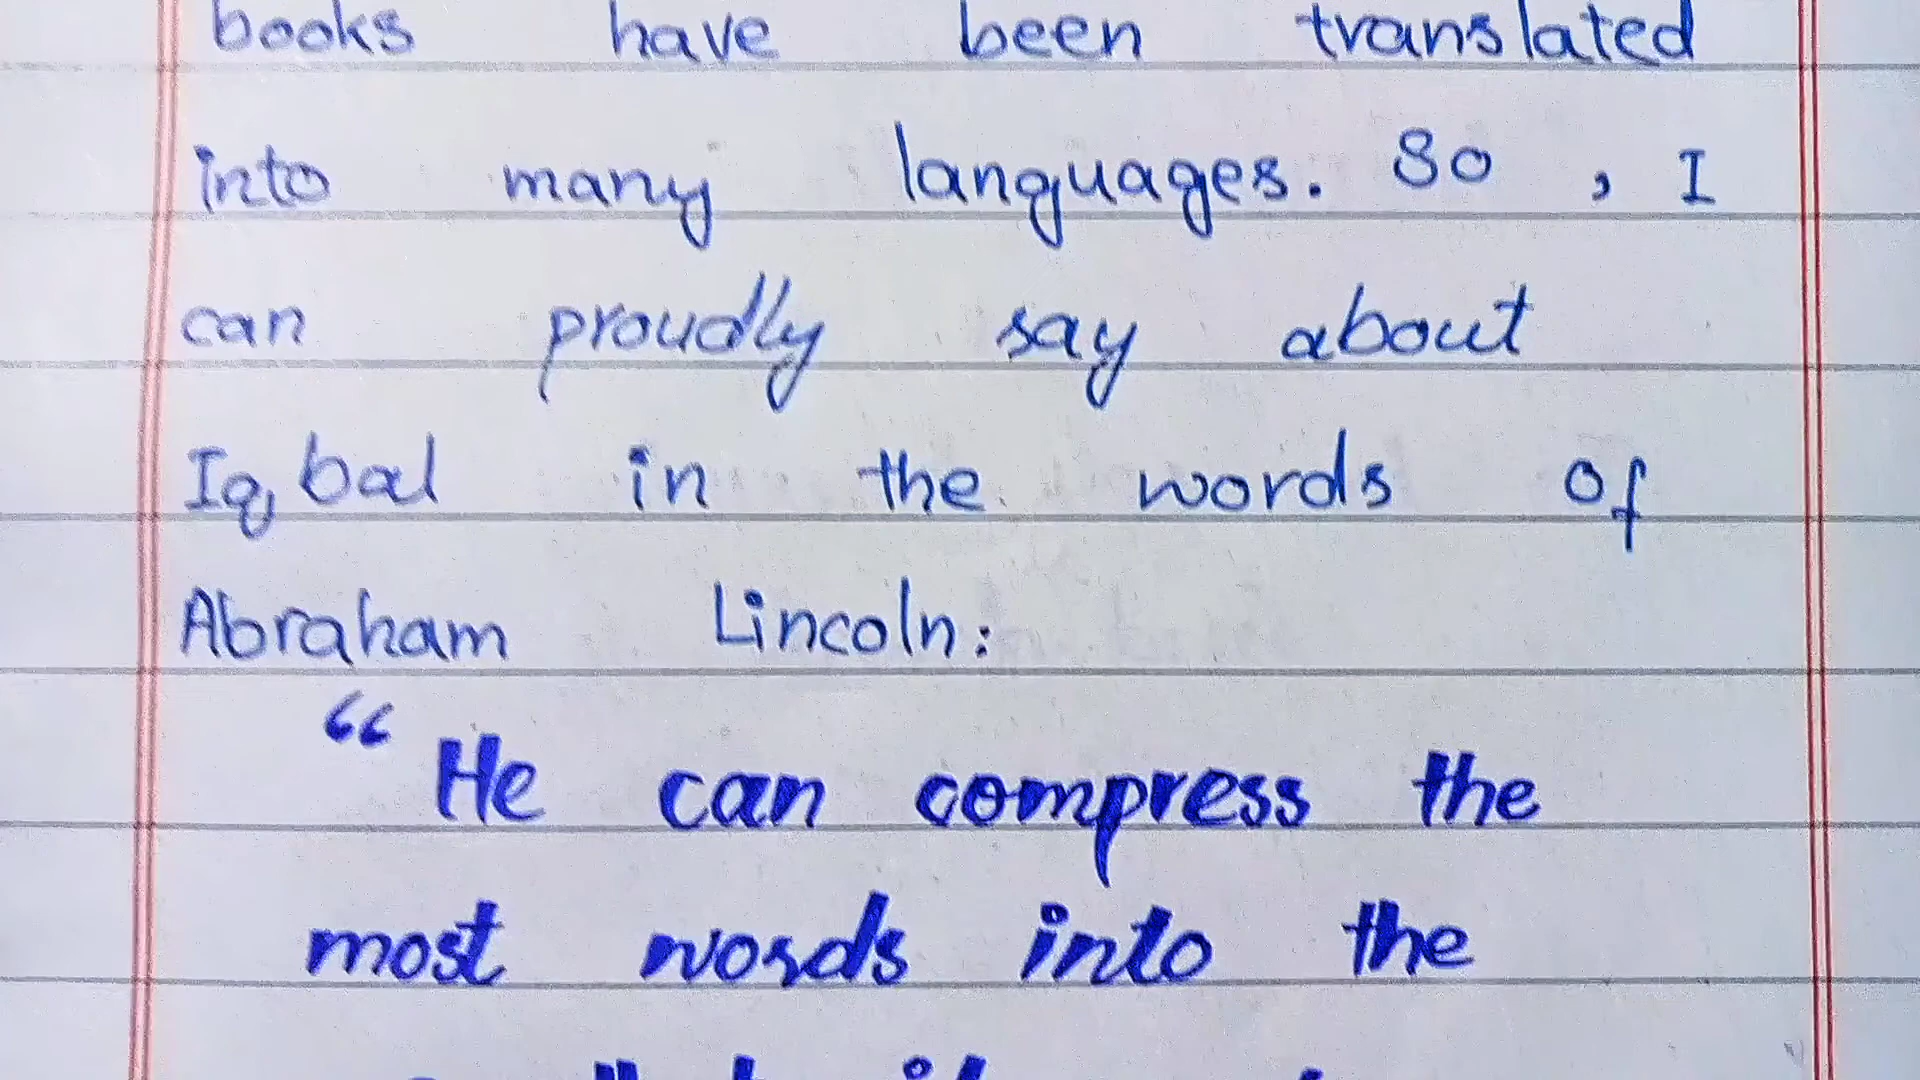 books have been translated
into many languages. So, I
can proudly say about
Iqbal in the words of
Abraham Lincoln:
“He can compress the
most words into the